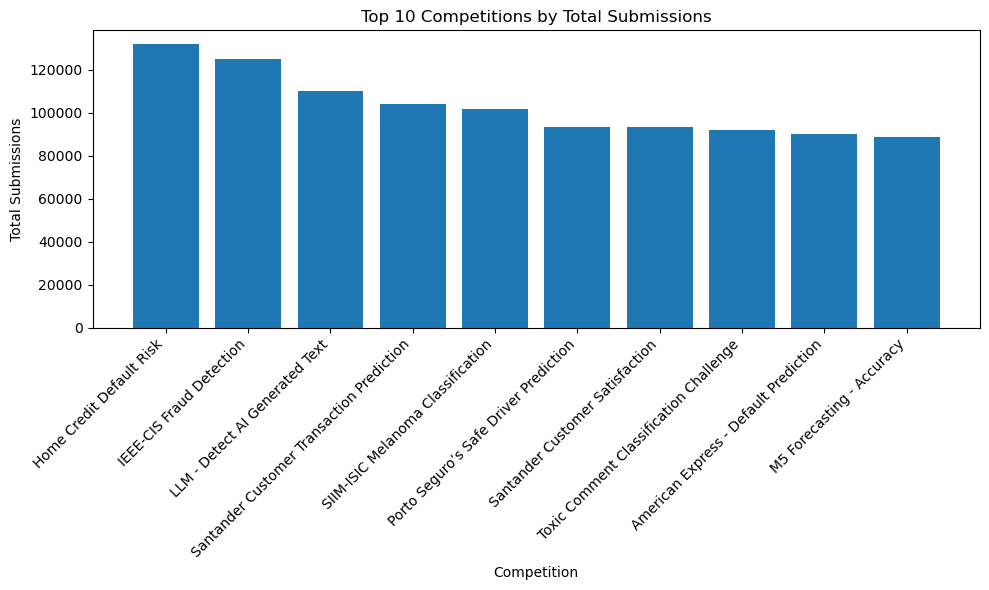 Top 10 Competitions by Total Submissions
Total Submissions
120000
100000
80000
60000
40000
20000
0
Home Credit Default Risk
IEEE-CIS Fraud Detection
LLM - Detect AI Generated Text
Santander Customer Transaction Prediction
SIIM-ISIC Melanoma Classification
Porto Seguro’s Safe Driver Prediction
Santander Customer Satisfaction
Toxic Comment Classification Challenge
American Express - Default Prediction
M5 Forecasting - Accuracy
Competition